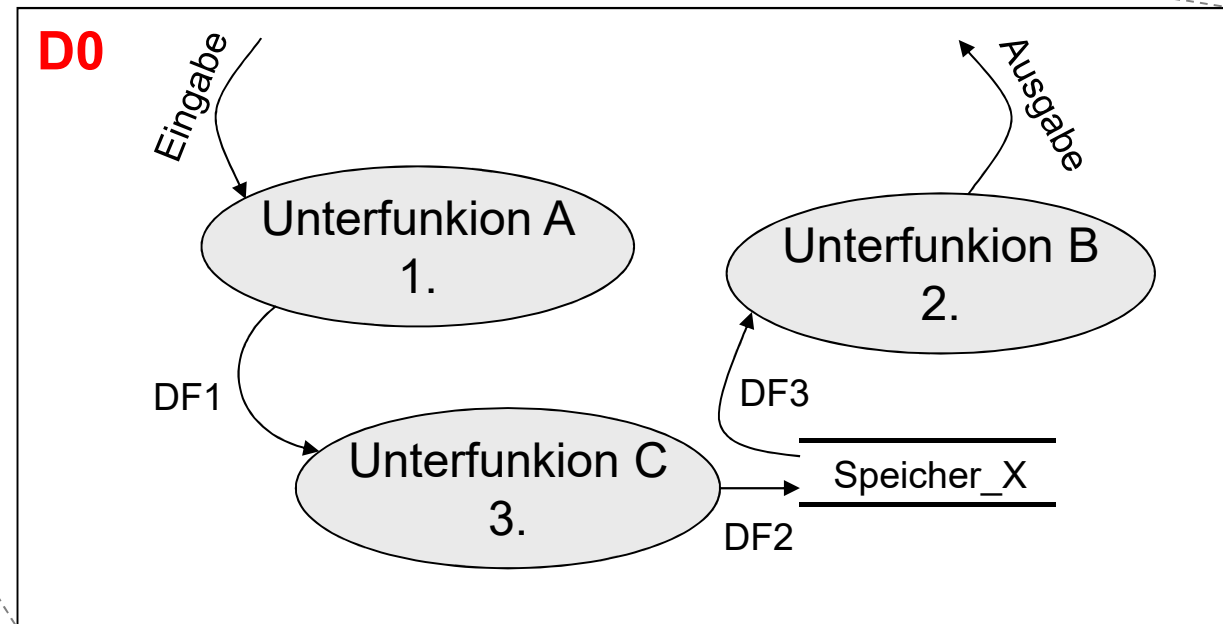 D0
Eingabe
Ausgabe
Unterfunkion A
1.
Unterfunkion B
2.
DF1
DF3
Unterfunkion C
3.
Speicher_X
DF2